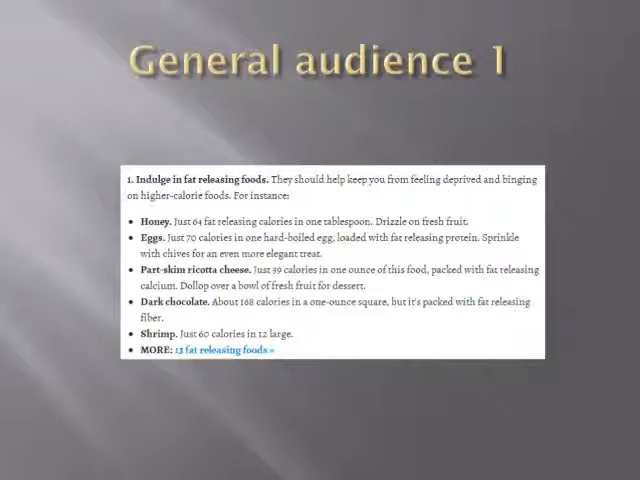 General audience 1
1. Indulge in fat releasing foods. They should help keep you from feeling deprived and binging
on higher-calorie foods. For instance:
• Honey. Just 64 fat releasing calories in one tablespoon. Drizzle on fresh fruit.
• Eggs. Just 70 calories in one hard-boiled egg, loaded with fat releasing protein. Sprinkle
with chives for an even more elegant treat.
• Part-skim ricotta cheese. Just 39 calories in one ounce of this food, packed with fat releasing
calcium. Dollop over a bowl of fresh fruit for dessert.
• Dark chocolate. About 168 calories in a one-ounce square, but it's packed with fat releasing
fiber.
• Shrimp. Just 60 calories in 12 large.
• MORE: 13 fat releasing foods »